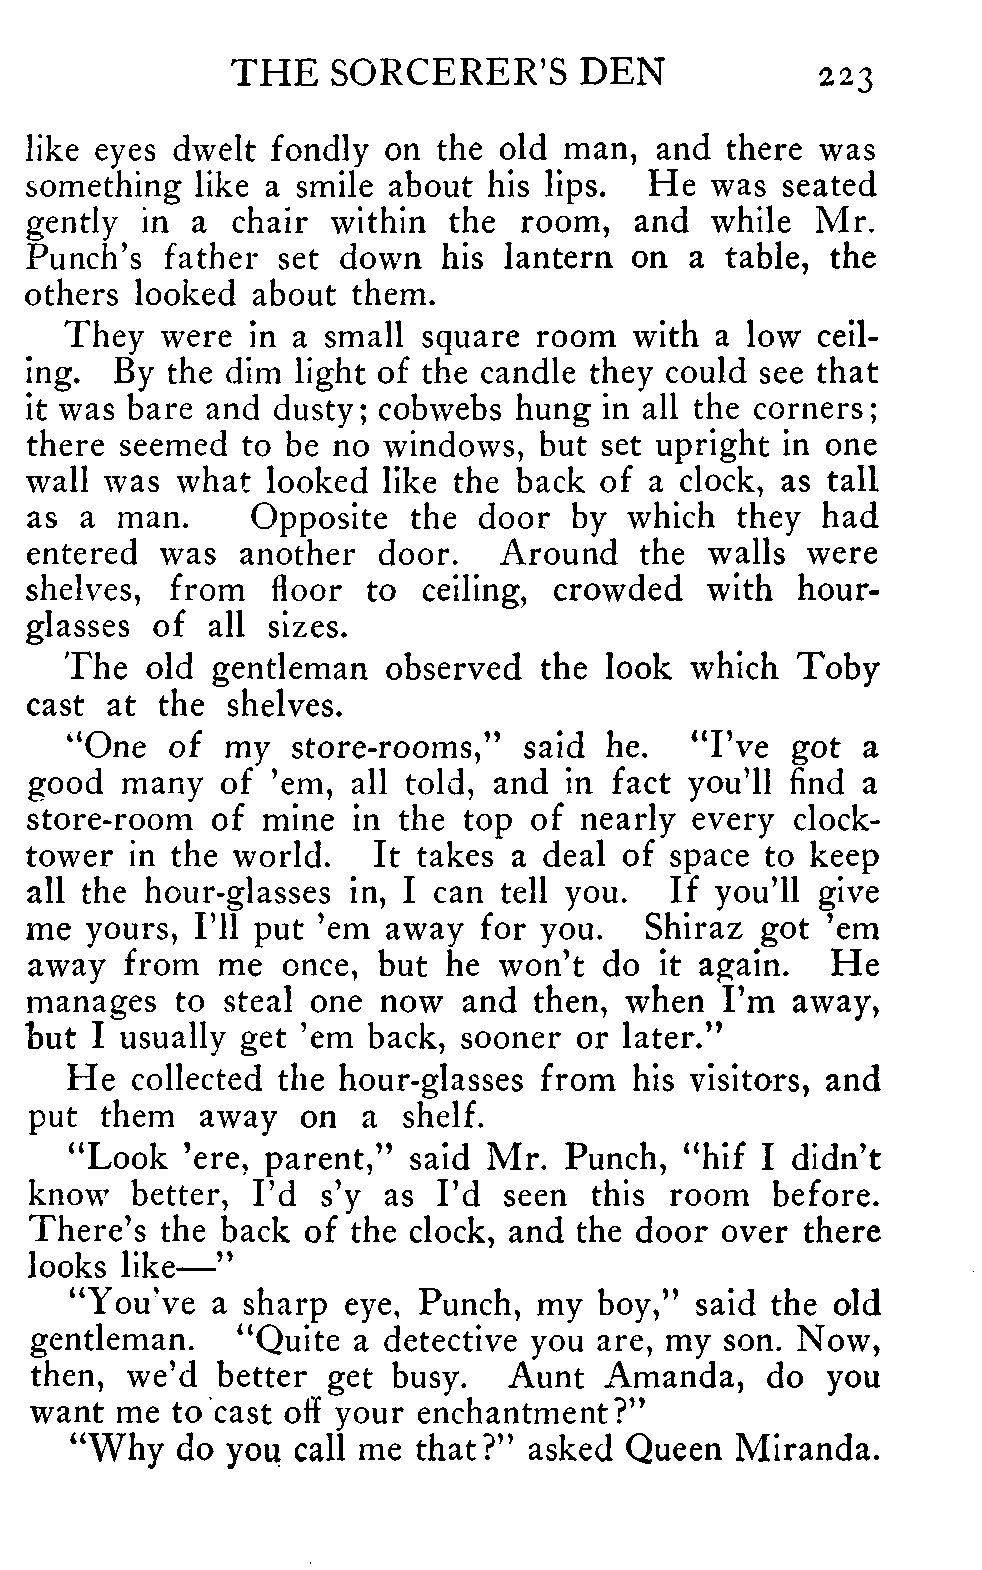 THE SORCERER'S DEN 223
like eyes dwelt fondly on the old man, and there was
something like a smile about his lips. He was seated
gently in a chair within the room, and while Mr.
Punch's father set down his lantern on a table, the
others looked about them.
They were in a small square room with a low ceil-
ing. By the dim light of the candle they could see that
it was bare and dusty; cobwebs hung in all the corners;
there seemed to be no windows, but set upright in one
wall was what looked like the back of a clock, as tall
as a man. Opposite the door by which they had
entered was another door. Around the walls were
shelves, from floor to ceiling, crowded with hour-
glasses of all sizes.
The old gentleman observed the look which Toby
cast at the shelves.
"One of my store-rooms," said he. "I've got a
good many of 'em, all told, and in fact you'll find a
store-room of mine in the top of nearly every clock-
tower in the world. It takes a deal of space to keep
all the hour-glasses in, I can tell you. If you'll give
me yours, I'll put 'em away for you. Shiraz got 'em
away from me once, but he won't do it again. He
manages to steal one now and then, when I'm away,
but I usually get 'em back, sooner or later."
He collected the hour-glasses from his visitors, and
put them away on a shelf.
"Look 'ere, parent," said Mr. Punch, "hif I didn't
know better, I'd s'y as I'd seen this room before.
There's the back of the clock, and the door over there
looks like—"
"You've a sharp eye, Punch, my boy," said the old
gentleman. "Quite a detective you are, my son. Now,
then, we'd better get busy. Aunt Amanda, do you
want me to cast off your enchantment?"
"Why do you call me that?" asked Queen Miranda.